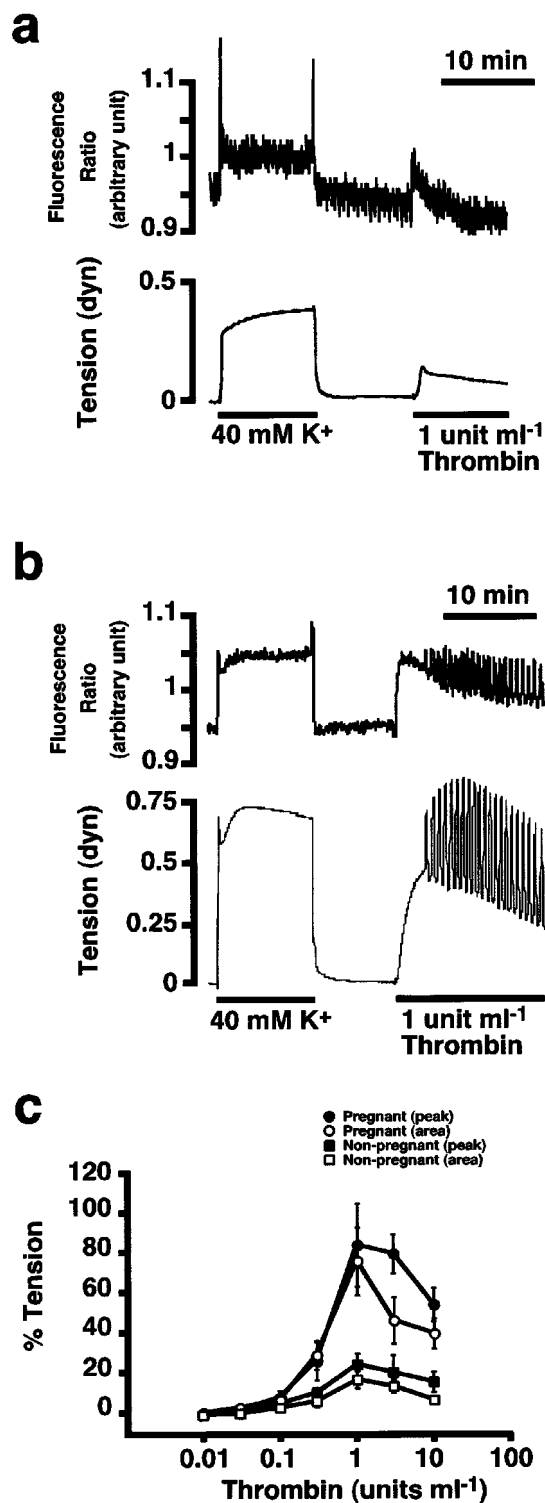 a
10 min
1.1
1
0.9
Fluorescence
Ratio
(arbitrary unit)
0.5
0
Tension (dyn)
40 mM K+
1 unit ml-1
Thrombin
b
10 min
1.1
1
0.9
Fluorescence
Ratio
(arbitrary unit)
0.75
0.5
0.25
0
Tension (dyn)
40 mM K+
1 unit ml-1
Thrombin
c
Pregnant (peak)
Pregnant (area)
Non-pregnant (peak)
Non-pregnant (area)
120
100
80
60
40
20
0
% Tension
0.01
0.1
1
10
100
Thrombin (units ml-1)